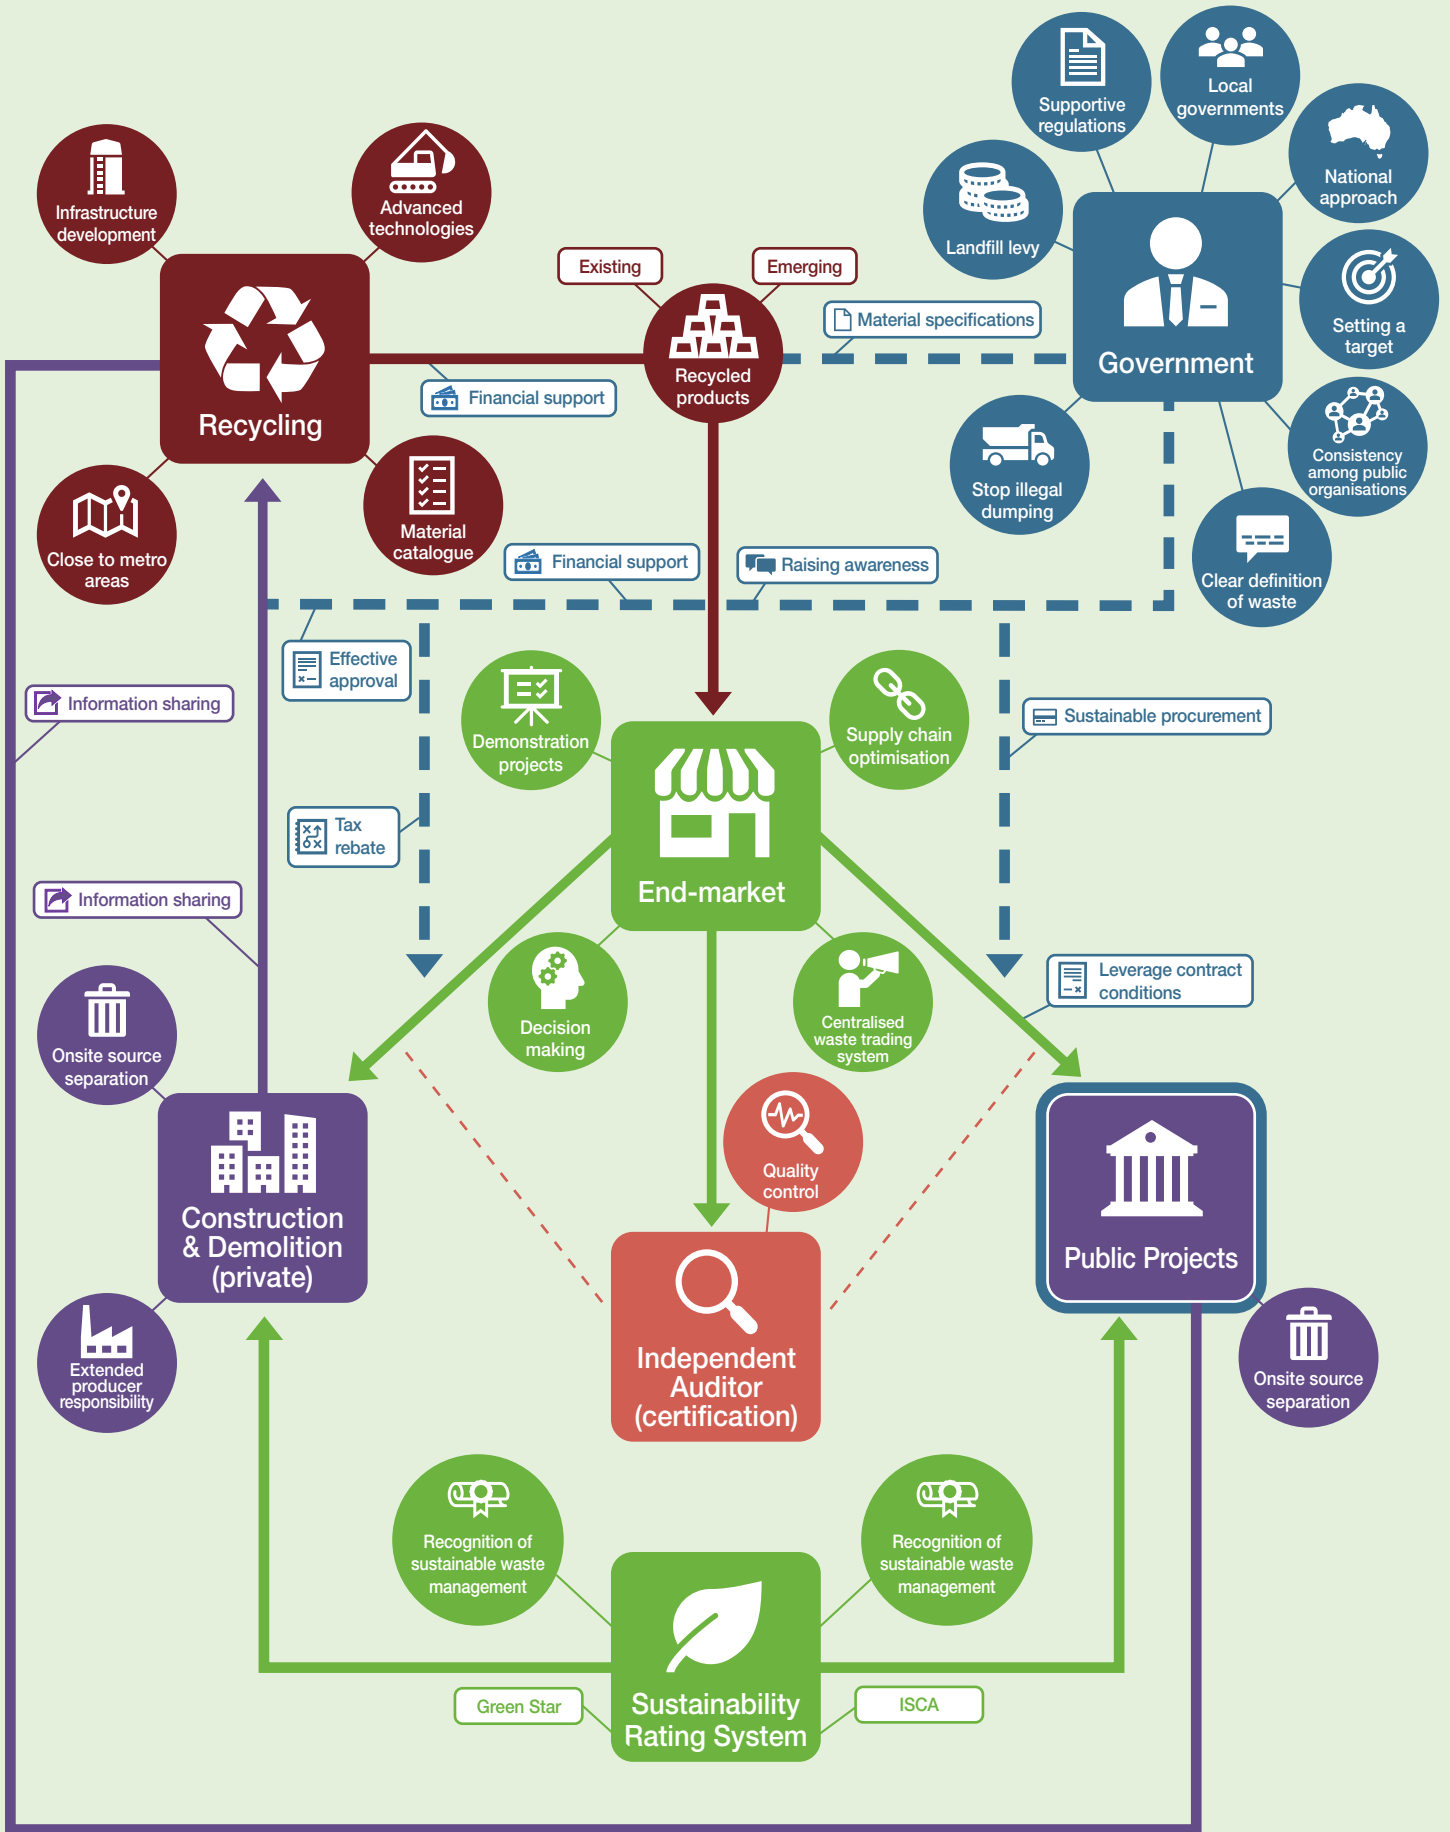 Supportive
regulations
Local
governments
National
approach
Landfill levy
Setting a
target
Government
Consistency
among public
organisations
Stop illegal
dumping
Clear definition
of waste
Infrastructure
development
Advanced
technologies
Recycling
Close to metro
areas
Material
catalogue
Existing
Emerging
Recycled
products
Material specifications
Financial support
Financial support
Raising awareness
Effective
approval
Information sharing
Demonstration
projects
Supply chain
optimisation
Sustainable procurement
Tax
rebate
End-market
Information sharing
Decision
making
Centralised
waste trading
system
Leverage contract
conditions
Onsite source
separation
Quality
control
Construction
& Demolition
(private)
Public Projects
Extended
producer
responsibility
Independent
Auditor
(certification)
Onsite source
separation
Recognition of
sustainable waste
management
Recognition of
sustainable waste
management
Green Star
Sustainability
Rating System
ISCA